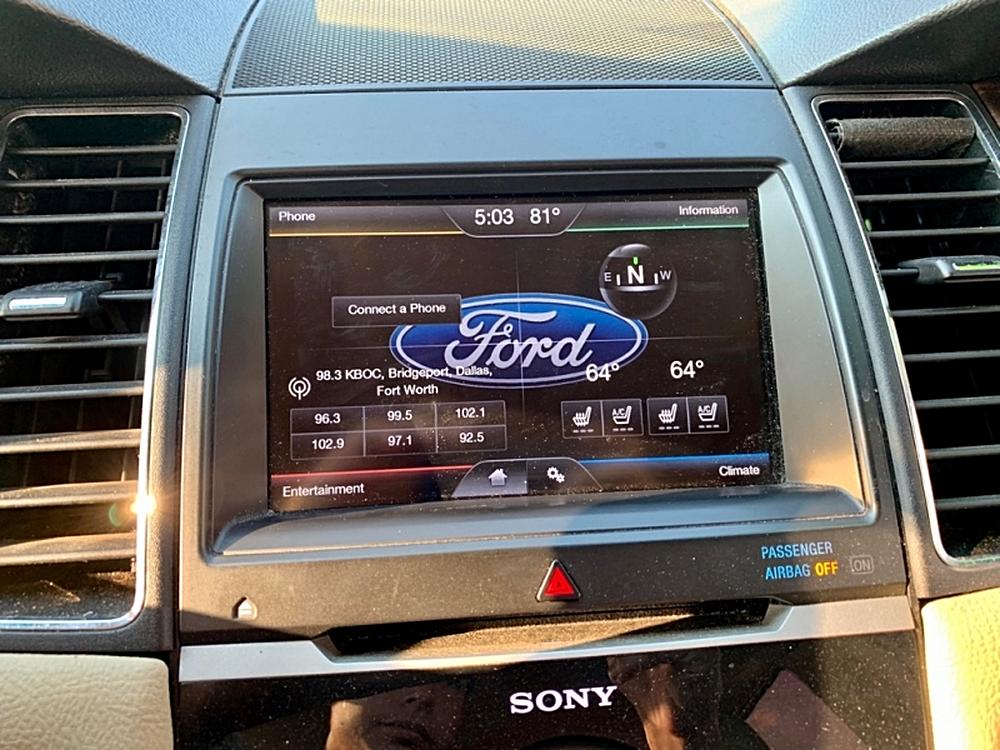 Phone
5:03 81°
Information
E N W
Connect a Phone
Ford
98.3 KBOC, Bridgeport, Dallas,
Fort Worth
64° 64°
96.3 99.5 102.1
102.9 97.1 92.5
A/C A/C
Entertainment
Climate
PASSENGER
AIRBAG OFF ON
SONY